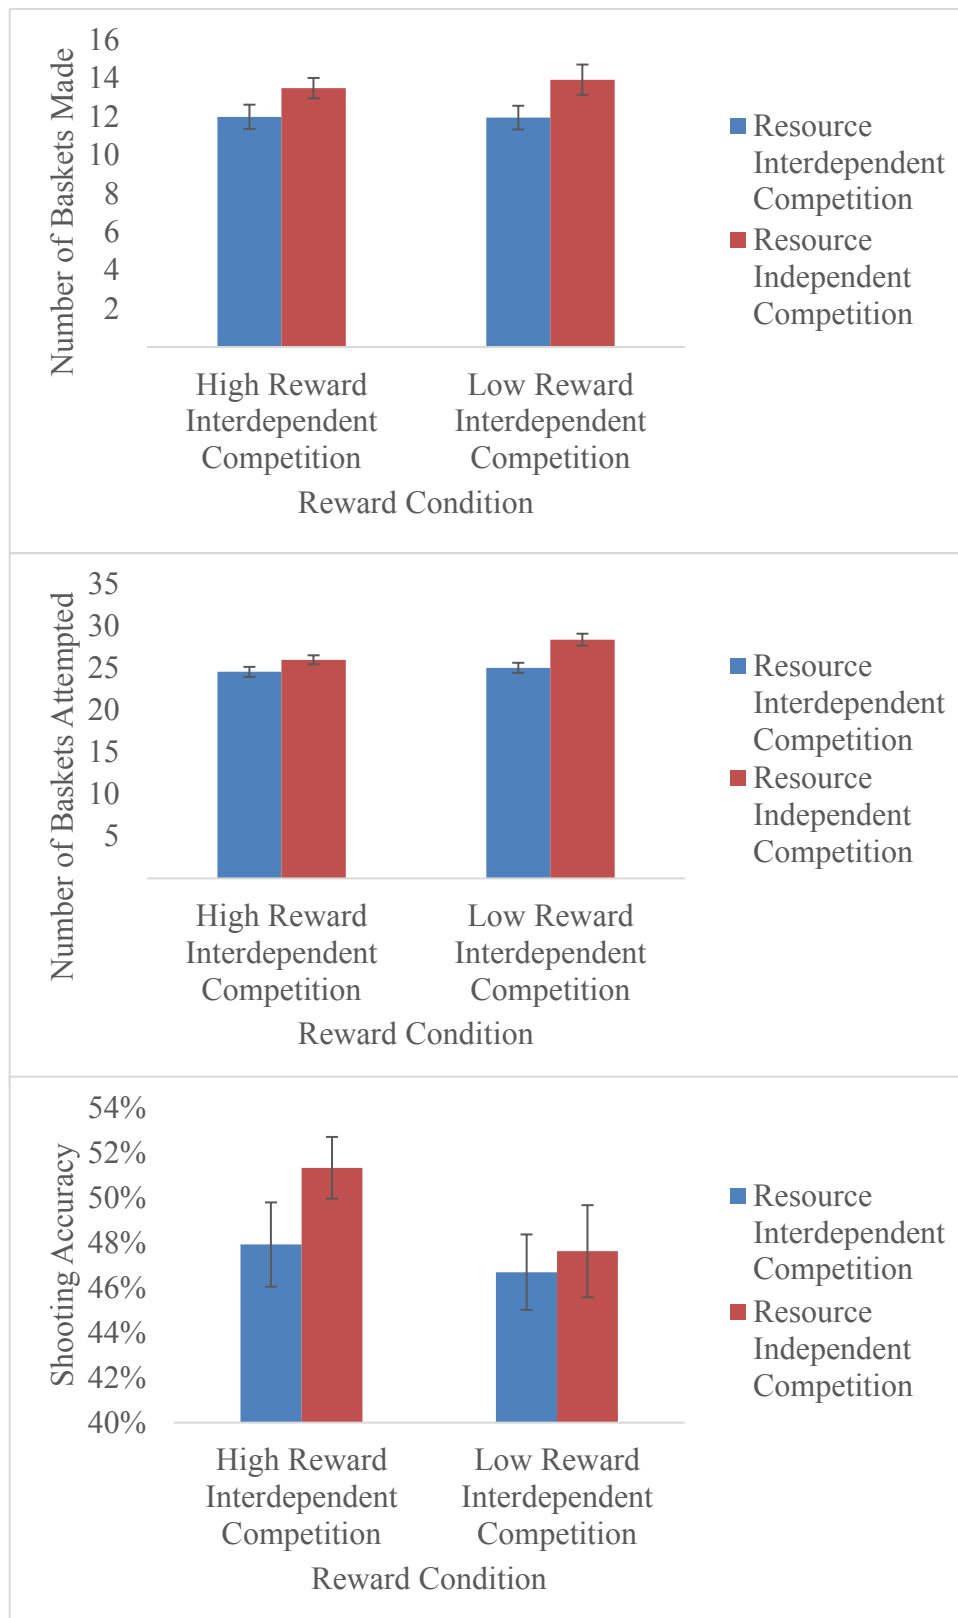 Number of Baskets Made
16
14
12
10
8
6
4
2
High Reward
Interdependent
Competition
Low Reward
Interdependent
Competition
Reward Condition
Resource
Interdependent
Competition
Resource
Independent
Competition
Number of Baskets Attempted
35
30
25
20
15
10
5
High Reward
Interdependent
Competition
Low Reward
Interdependent
Competition
Reward Condition
Resource
Interdependent
Competition
Resource
Independent
Competition
Shooting Accuracy
54%
52%
50%
48%
46%
44%
42%
40%
High Reward
Interdependent
Competition
Low Reward
Interdependent
Competition
Reward Condition
Resource
Interdependent
Competition
Resource
Independent
Competition